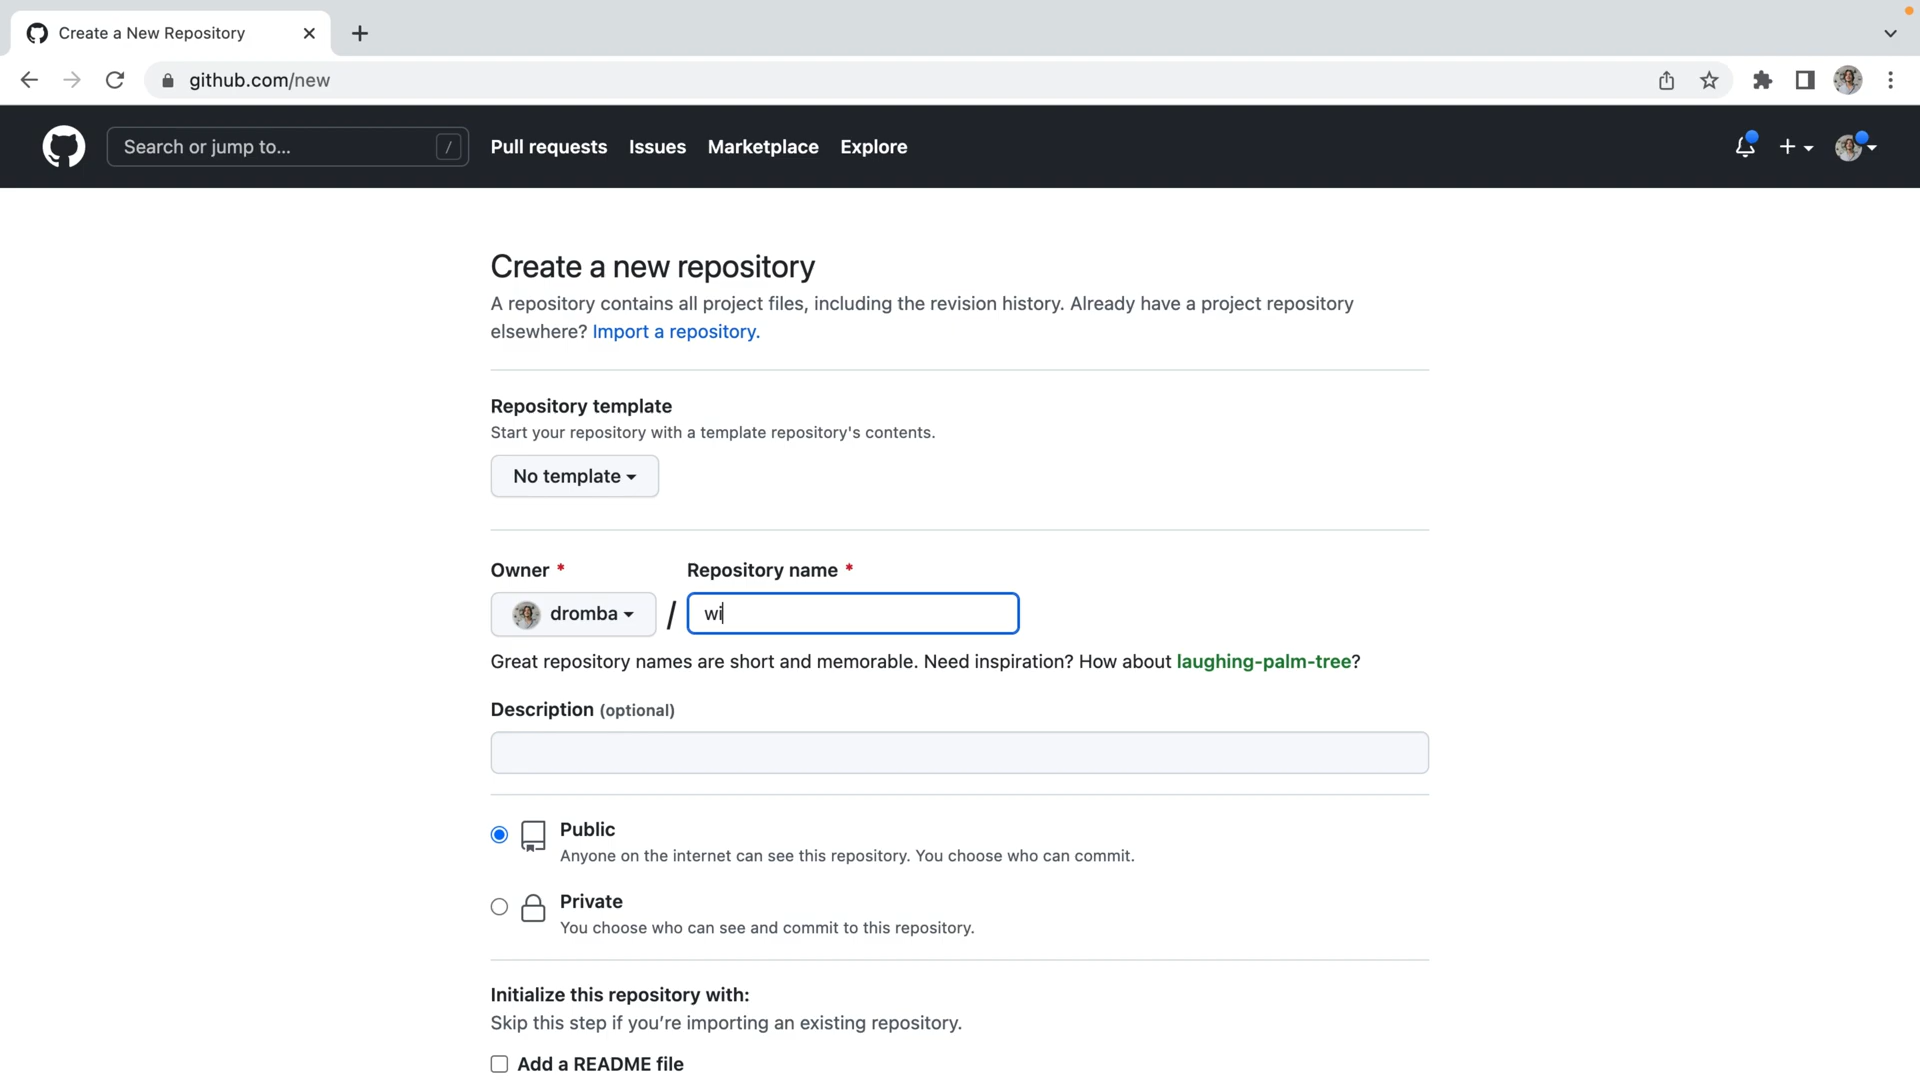 Create a New Repository
github.com/new
Search or jump to... /
Pull requests Issues Marketplace Explore
Create a new repository
A repository contains all project files, including the revision history. Already have a project repository
elsewhere? Import a repository.
Repository template
Start your repository with a template repository's contents.
No template
Owner * Repository name *
dromba / wi
Great repository names are short and memorable. Need inspiration? How about laughing-palm-tree?
Description (optional)
Public
Anyone on the internet can see this repository. You choose who can commit.
Private
You choose who can see and commit to this repository.
Initialize this repository with:
Skip this step if you’re importing an existing repository.
Add a README file